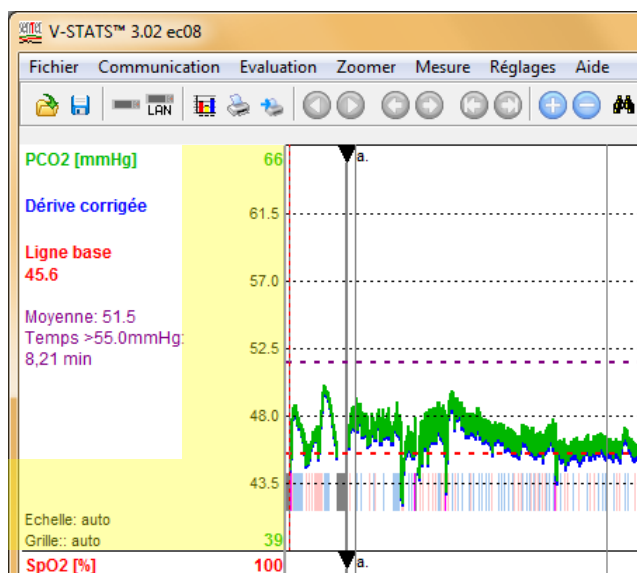 V-STATS™ 3.02 ec08
Fichier Communication Evaluation Zoomer Mesure Réglages Aide
LAN
PCO2 [mmHg] 66 a.
Dérive corrigée 61.5
Ligne base
45.6 57.0
Moyenne: 51.5
Temps >55.0mmHg: 52.5
8,21 min
48.0
43.5
Echelle: auto
Grille:: auto 39
SpO2 [%] 100 a.